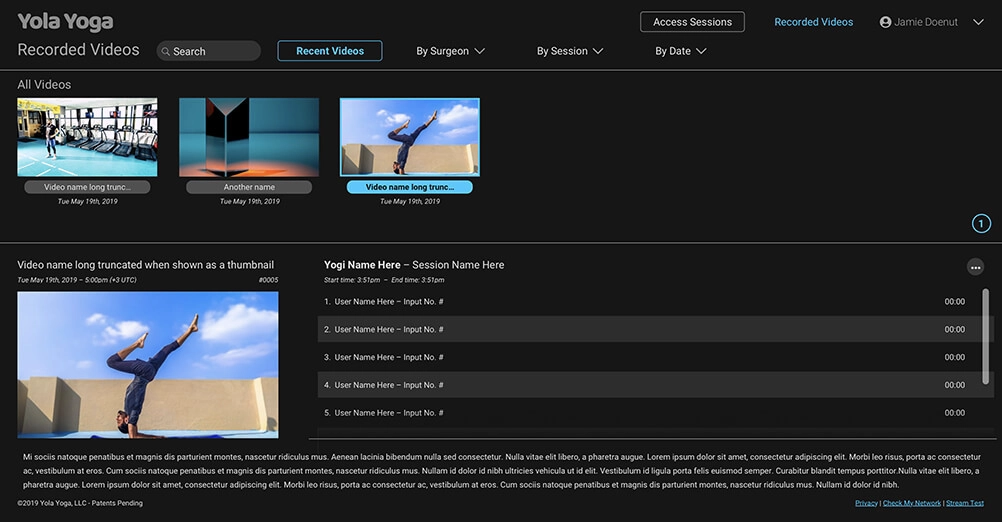 Yola Yoga
Access Sessions
Recorded Videos
Jamie Doenut
Recorded Videos
Search
Recent Videos
By Surgeon
By Session
By Date
All Videos
Video name long trunc...
Another name
Video name long trunc...
Tue May 19th, 2019
Tue May 19th, 2019
Tue May 19th, 2019
1
Video name long truncated when shown as a thumbnail
Tue May 19th, 2019 – 5:00pm (+3 UTC)
#0005
Yogi Name Here – Session Name Here
Start time: 3:51pm – End time: 3:51pm
1. User Name Here – Input No. # 00:00
2. User Name Here – Input No. # 00:00
3. User Name Here – Input No. # 00:00
4. User Name Here – Input No. # 00:00
5. User Name Here – Input No. # 00:00
Mi sociis natoque penatibus et magnis dis parturient montes, nascetur ridiculus mus. Aenean lacinia bibendum nulla sed consectetur. Nulla vitae elit libero, a pharetra augue. Lorem ipsum dolor sit amet, consectetur adipiscing elit. Morbi leo risus, porta ac consectetur
ac, vestibulum at eros. Cum sociis natoque penatibus et magnis dis parturient montes, nascetur ridiculus mus. Nullam id dolor id nibh ultricies vehicula ut id elit. Vestibulum id ligula porta felis euismod semper. Curabitur blandit tempus porttitor.Nulla vitae elit libero, a
pharetra augue. Lorem ipsum dolor sit amet, consectetur adipiscing elit. Morbi leo risus, porta ac consectetur ac, vestibulum at eros. Cum sociis natoque penatibus et magnis dis parturient montes, nascetur ridiculus mus. Nullam id dolor id nibh.
©2019 Yola Yoga, LLC - Patents Pending
Privacy | Check My Network | Stream Test